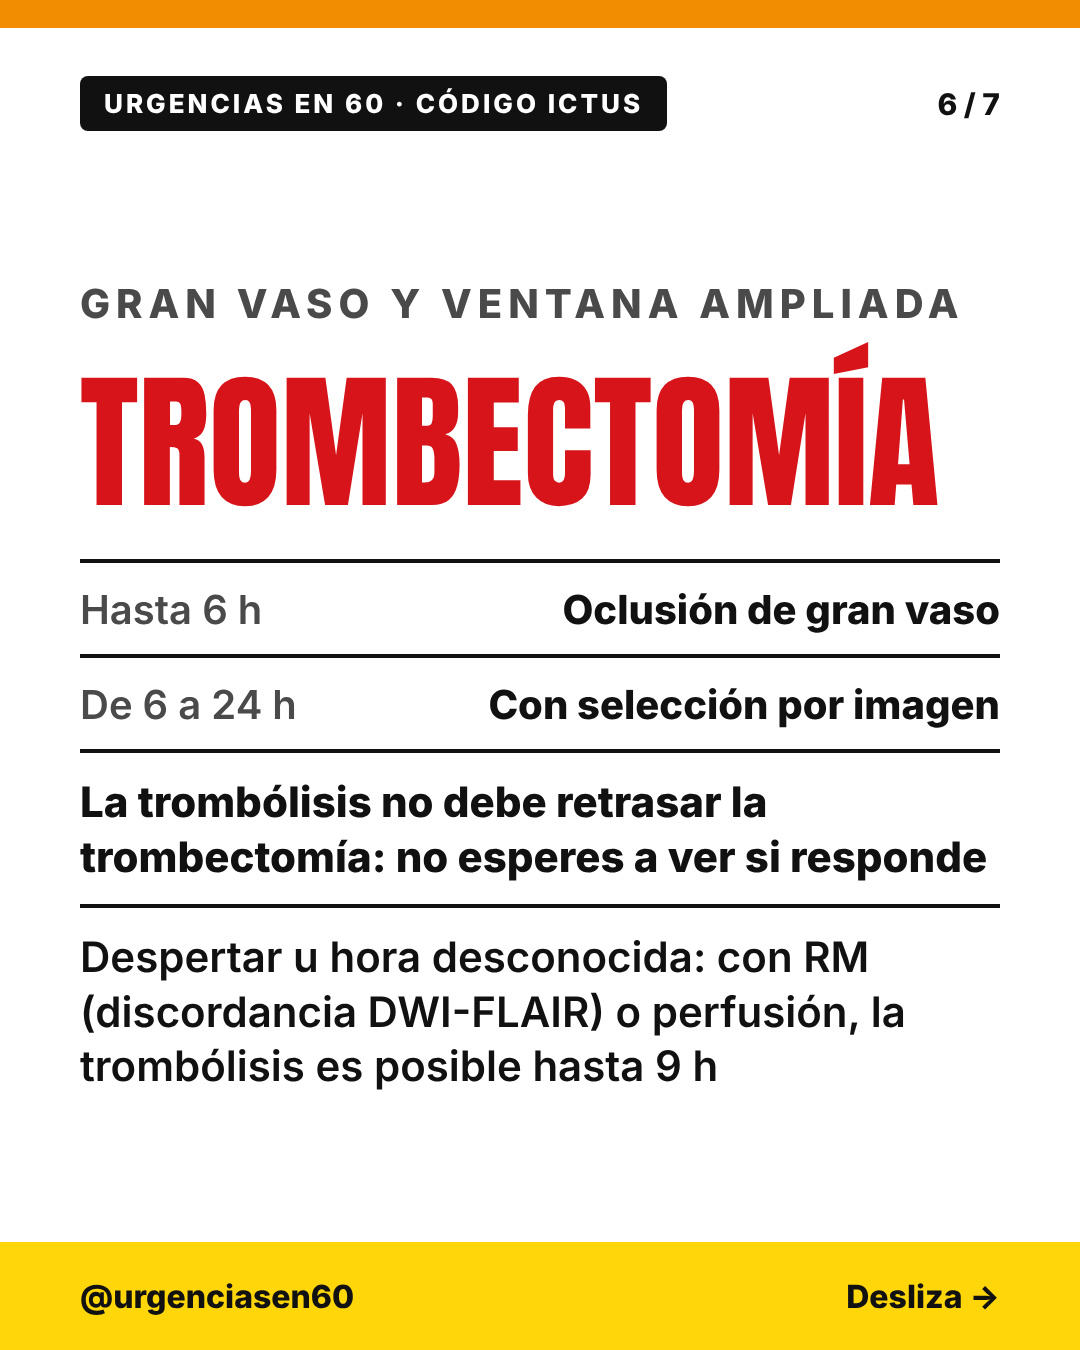 URGENCIAS EN 60 · CÓDIGO ICTUS
6 / 7
GRAN VASO Y VENTANA AMPLIADA
TROMBECTOMÍA
Hasta 6 h Oclusión de gran vaso
De 6 a 24 h Con selección por imagen
La trombólisis no debe retrasar la
trombectomía: no esperes a ver si responde
Despertar u hora desconocida: con RM
(discordancia DWI-FLAIR) o perfusión, la
trombólisis es posible hasta 9 h
@urgenciasen60
Desliza →